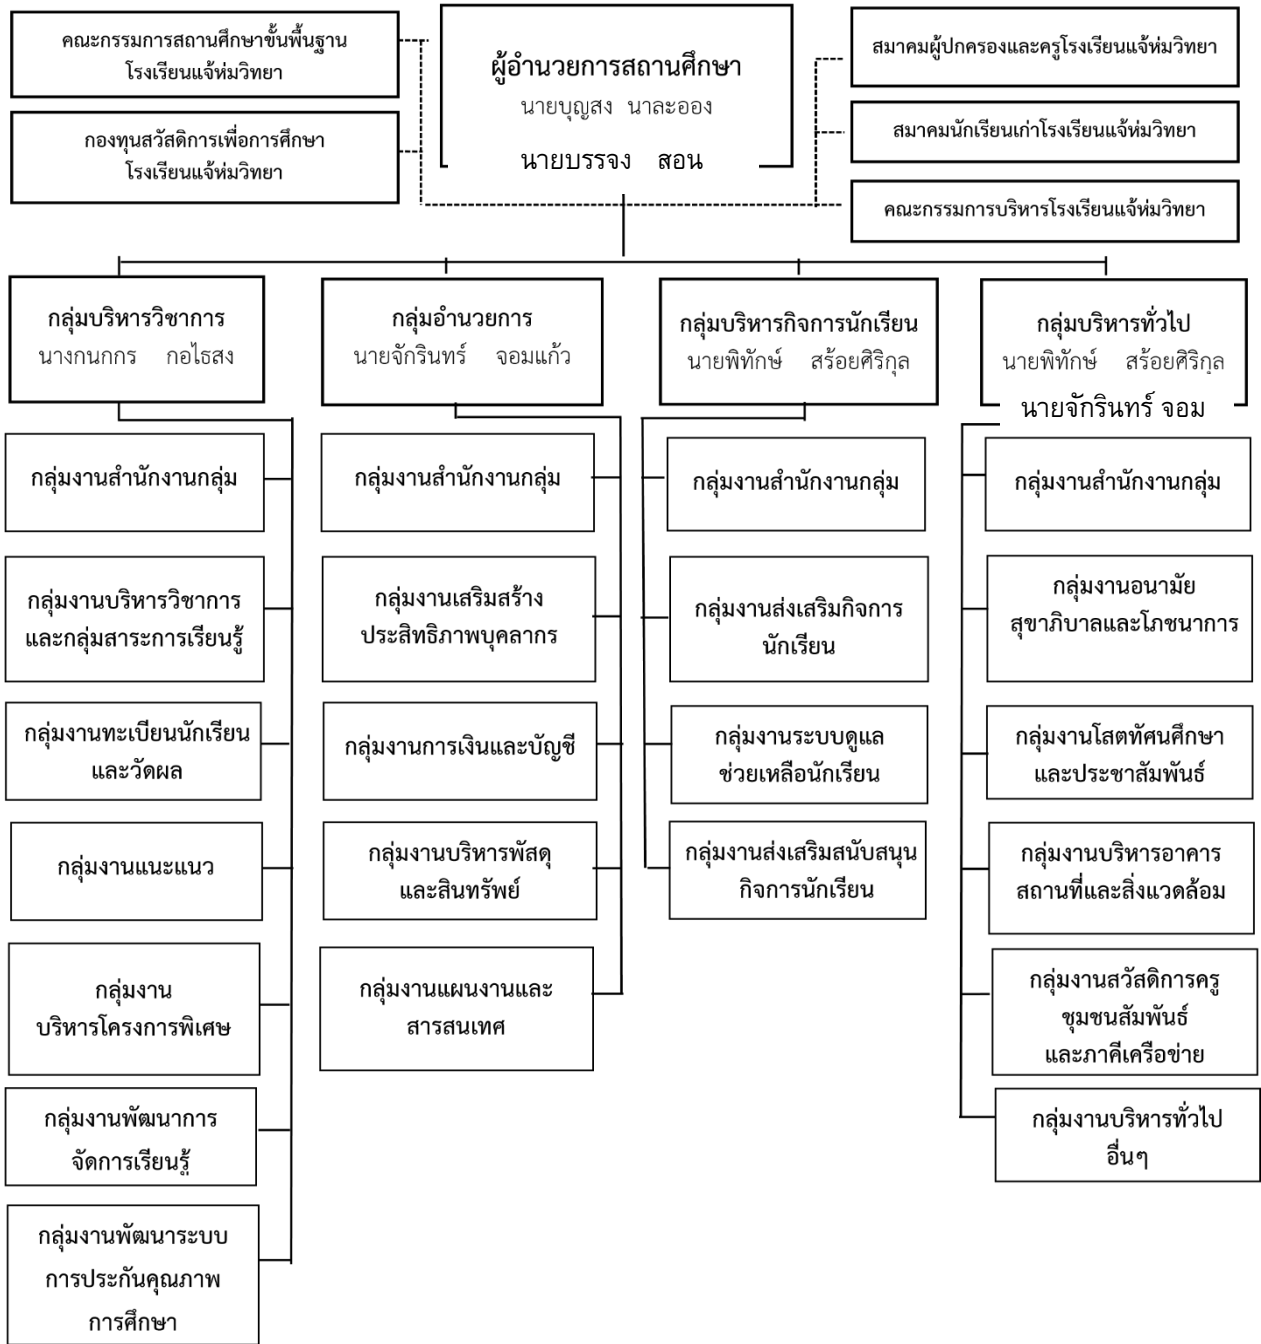 คณะกรรมการสถานศึกษาขั้นพื้นฐาน
โรงเรียนแจ้ห่มวิทยา
กองทุนสวัสดิการเพื่อการศึกษา
โรงเรียนแจ้ห่มวิทยา
ผู้อำนวยการสถานศึกษา
นายบุญสง นาละออง
นายบรรจง สอน
สมาคมผู้ปกครองและครูโรงเรียนแจ้ห่มวิทยา
สมาคมนักเรียนเก่าโรงเรียนแจ้ห่มวิทยา
คณะกรรมการบริหารโรงเรียนแจ้ห่มวิทยา
กลุ่มบริหารวิชาการ
นางกนกกร กอไธสง
กลุ่มงานสำนักงานกลุ่ม
กลุ่มงานบริหารวิชาการ
และกลุ่มสาระการเรียนรู้
กลุ่มงานทะเบียนนักเรียน
และวัดผล
กลุ่มงานแนะแนว
กลุ่มงาน
บริหารโครงการพิเศษ
กลุ่มงานพัฒนาการ
จัดการเรียนรู้
กลุ่มงานพัฒนาระบบ
การประกันคุณภาพ
การศึกษา
กลุ่มอำนวยการ
นายจักรินทร์ จอมแก้ว
กลุ่มงานสำนักงานกลุ่ม
กลุ่มงานเสริมสร้าง
ประสิทธิภาพบุคลากร
กลุ่มงานการเงินและบัญชี
กลุ่มงานบริหารพัสดุ
และสินทรัพย์
กลุ่มงานแผนงานและ
สารสนเทศ
กลุ่มบริหารกิจการนักเรียน
นายพิทักษ์ สร้อยศิริกุล
กลุ่มงานสำนักงานกลุ่ม
กลุ่มงานส่งเสริมกิจการ
นักเรียน
กลุ่มงานระบบดูแล
ช่วยเหลือนักเรียน
กลุ่มงานส่งเสริมสนับสนุน
กิจการนักเรียน
กลุ่มบริหารทั่วไป
นายพิทักษ์ สร้อยศิริกุล
นายจักรินทร์ จอม
กลุ่มงานสำนักงานกลุ่ม
กลุ่มงานอนามัย
สุขาภิบาลและโภชนาการ
กลุ่มงานโสตทัศนศึกษา
และประชาสัมพันธ์
กลุ่มงานบริหารอาคาร
สถานที่และสิ่งแวดล้อม
กลุ่มงานสวัสดิการครู
ชุมชนสัมพันธ์
และภาคีเครือข่าย
กลุ่มงานบริหารทั่วไป
อื่นๆ